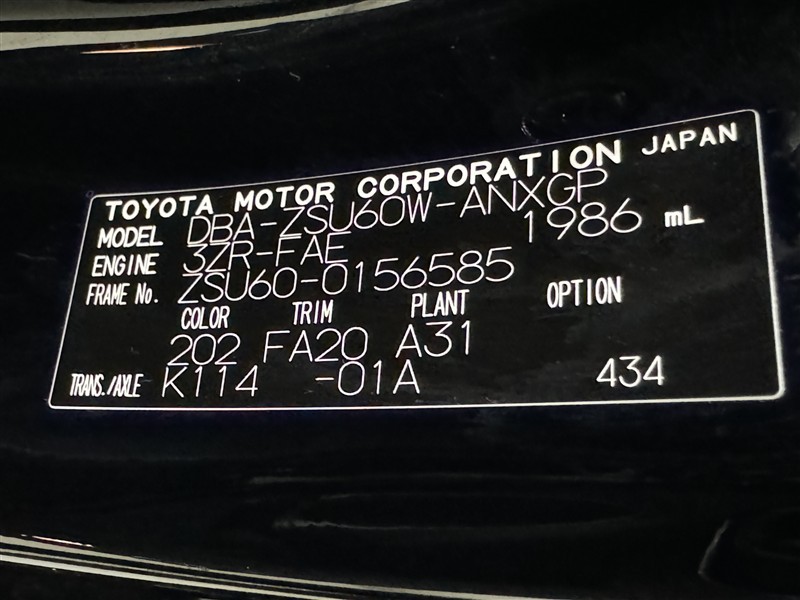 TOYOTA MOTOR CORPORATION JAPAN
MODEL DBA-ZSU60W-ANXGP
ENGINE 3ZR-FAE 1986 mL
FRAME No. ZSU60-0156585
COLOR TRIM PLANT OPTION
202 FA20 A31
TRANS./AXLE K114 -01A 434